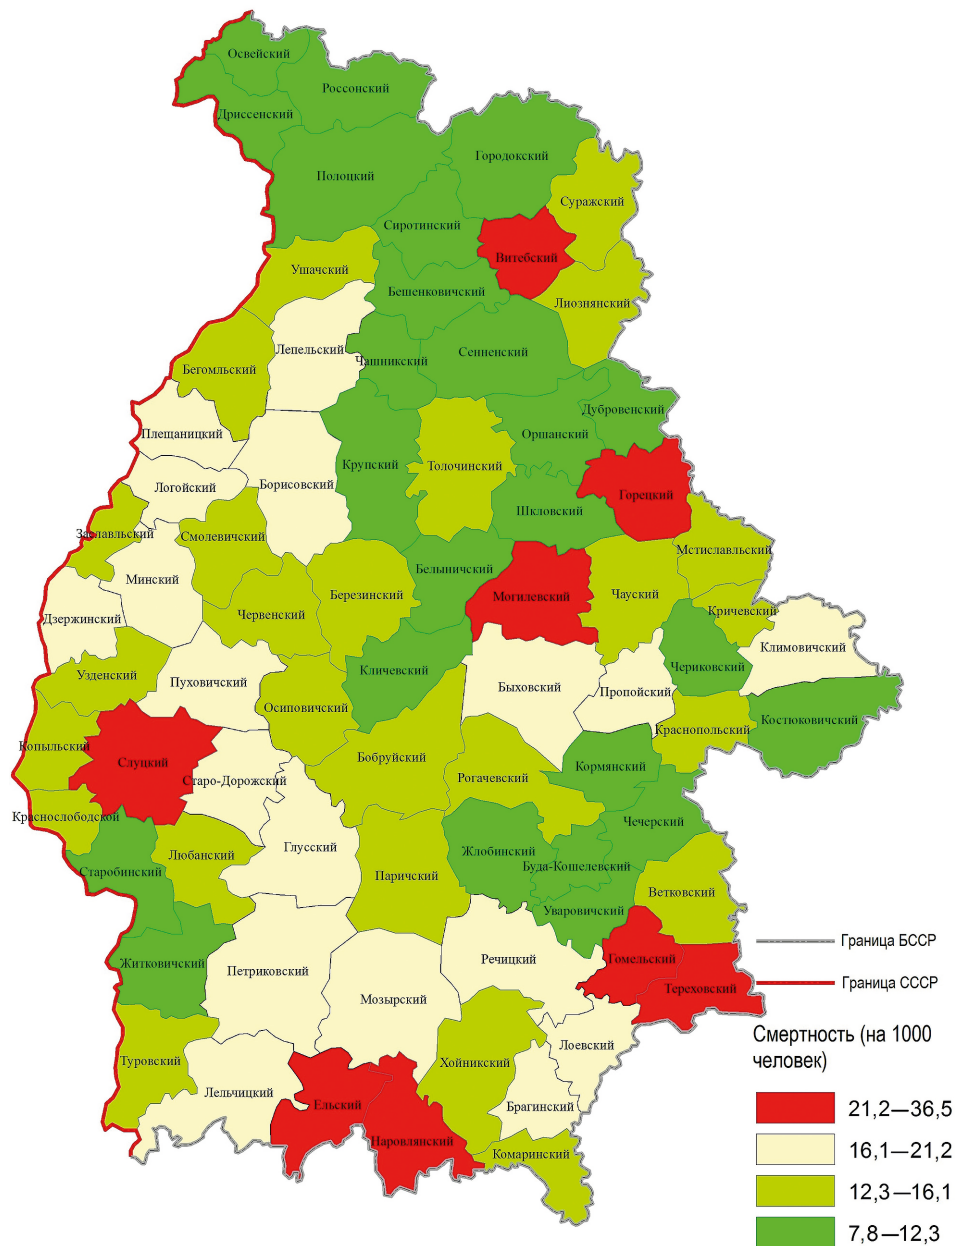 Освейский
Россонский
Дриссенский
Городокский
Полоцкий
Суражский
Сиротинский
Витебский
Ушачский
Бешенковичский
Лиознянский
Лепельский
Сенненский
Чашникский
Бегомльский
Дубровенский
Плещаницкий
Оршанский
Крупский
Толочинский
Борисовский
Логойский
Горецкий
Шкловский
Заславльский
Смолевичский
Мстиславльский
Белыничский
Минский
Березинский
Чауский
Могилевский
Кричевский
Червенский
Дзержинский
Климовичский
Чериковский
Кличевский
Узденский
Пуховичский
Быховский
Пропойский
Осиповичский
Костюковичский
Краснопольский
Копыльский
Бобруйский
Слуцкий
Кормянский
Рогачевский
Старо-Дорожский
Краснослободской
Чечерский
Глусский
Жлобинский
Любанский
Буда-Кошелевский
Старобинский
Паричский
Ветковский
Уваровичский
Граница БССР
Речицкий
Гомельский
Житковичский
Петриковский
Граница СССР
Тереховский
Мозырский
Смертность (на 1000
человек)
Лоевский
Туровский
Хойникский
Лельчицкий
Ельский
Брагинский
21,2—36,5
Наровлянский
Комаринский
16,1—21,2
12,3—16,1
7,8—12,3